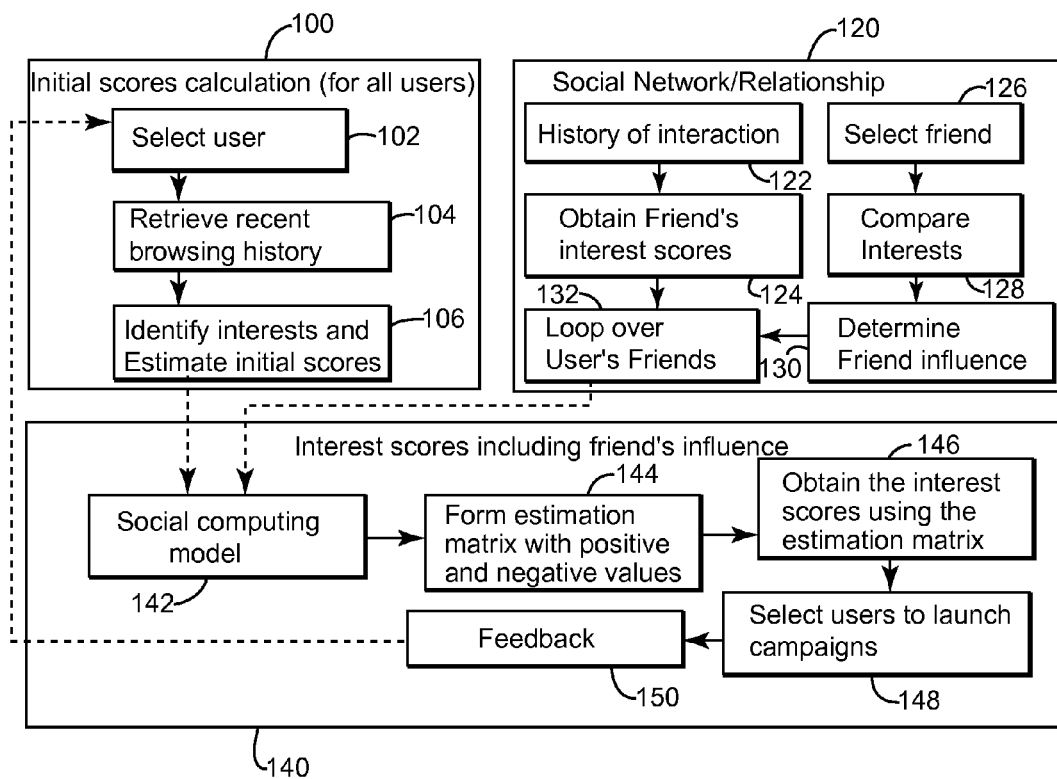 100
Initial scores calculation (for all users)
Select user
102
Retrieve recent
browsing history
104
Identify interests and
Estimate initial scores
106
120
Social Network/Relationship
126
History of interaction
122
Select friend
Obtain Friend's
interest scores
124
Compare
Interests
128
132
Loop over
User's Friends
130
Determine
Friend influence
Interest scores including friend's influence
Social computing
model
142
144
Form estimation
matrix with positive
and negative values
146
Obtain the interest
scores using the
estimation matrix
Select users to launch
campaigns
148
Feedback
150
140